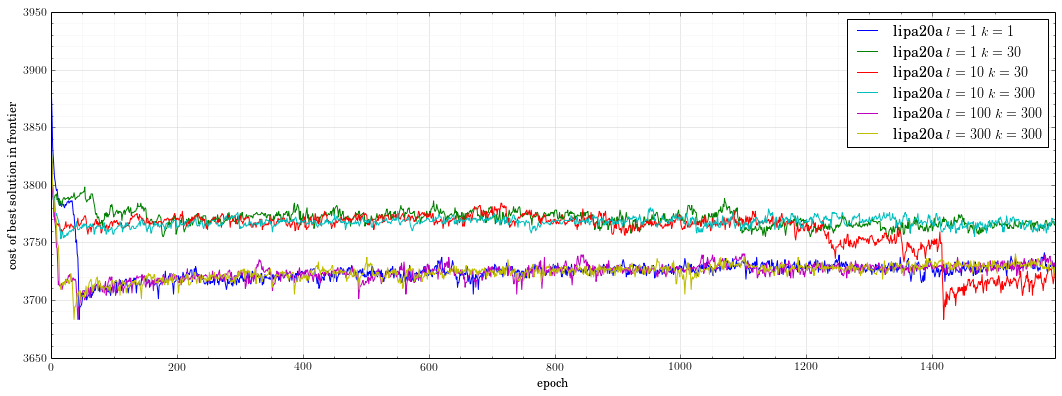 3950
3900
3850
3800
3750
3700
3650
cost of best solution in frontier
0
200
400
600
800
1000
1200
1400
epoch
lipa20a l = 1 k = 1
lipa20a l = 1 k = 30
lipa20a l = 10 k = 30
lipa20a l = 10 k = 300
lipa20a l = 100 k = 300
lipa20a l = 300 k = 300